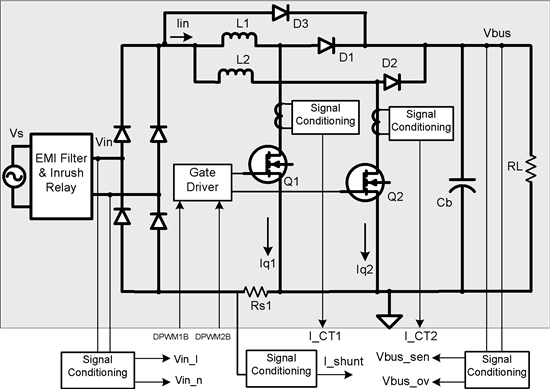 D3
Iin
L1
Vbus
D1
L2
D2
Signal
Conditioning
Signal
Conditioning
Vs
Vin
EMI Filter
& Inrush
Relay
Gate
Driver
Q1
Q2
RL
Cb
Iq1
Iq2
Rs1
DPWM1B
DPWM2B
I_CT1
I_CT2
Signal
Conditioning
Vin_l
Vin_n
Signal
Conditioning
I_shunt
Vbus_sen
Vbus_ov
Signal
Conditioning